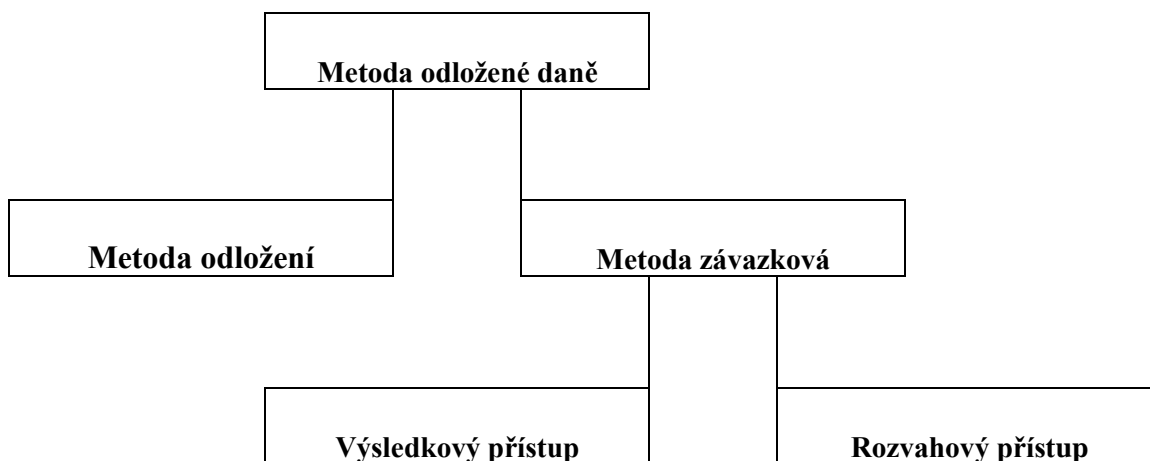 Metoda odložené daně
Metoda odložení
Metoda závazková
Výsledkový přístup
Rozvahový přístup